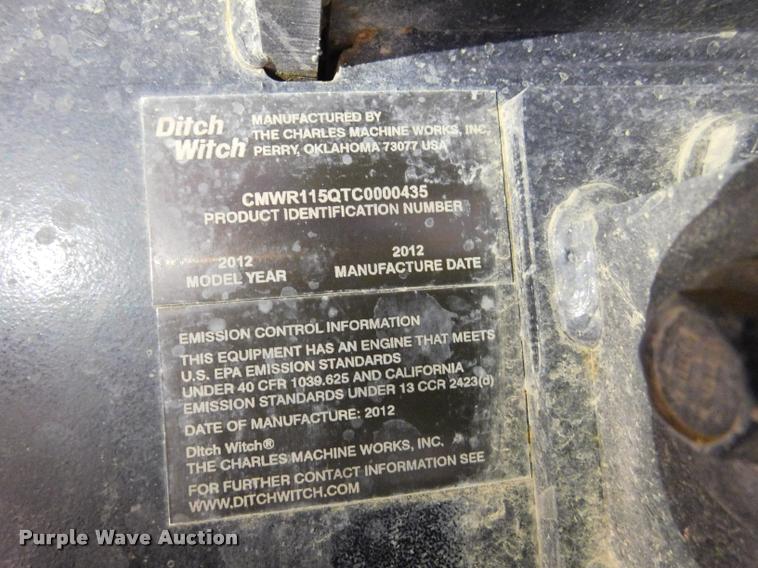 Ditch
Witch
MANUFACTURED BY
THE CHARLES MACHINE WORKS, INC.
PERRY, OKLAHOMA 73077 USA
CMWR115QTC0000435
PRODUCT IDENTIFICATION NUMBER
2012
MODEL YEAR
2012
MANUFACTURE DATE
EMISSION CONTROL INFORMATION
THIS EQUIPMENT HAS AN ENGINE THAT MEETS
U.S. EPA EMISSION STANDARDS
UNDER 40 CFR 1039.625 AND CALIFORNIA
EMISSION STANDARDS UNDER 13 CCR 2423(d)
DATE OF MANUFACTURE: 2012
Ditch Witch®
THE CHARLES MACHINE WORKS, INC.
FOR FURTHER CONTACT INFORMATION SEE
WWW.DITCHWITCH.COM
Purple Wave Auction